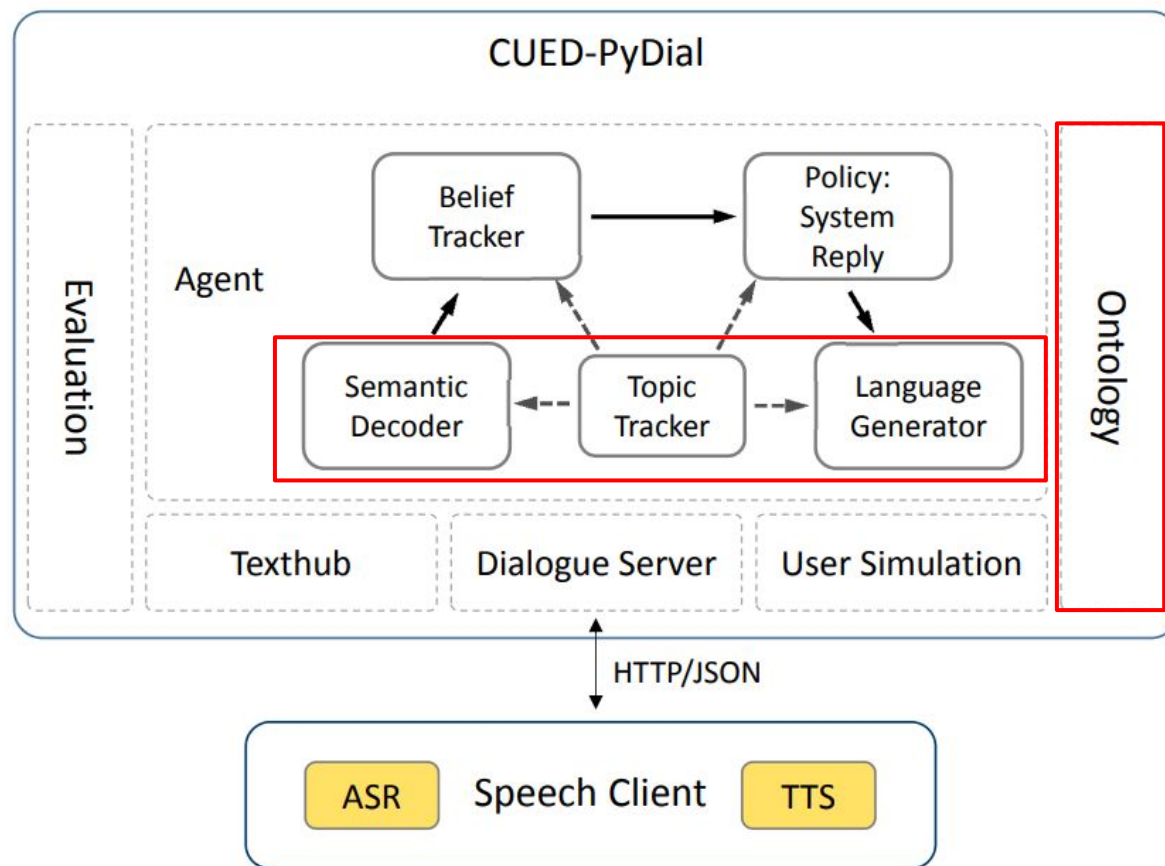 CUED-PyDial
Evaluation
Agent
Belief
Tracker
Policy:
System
Reply
Semantic
Decoder
Topic
Tracker
Language
Generator
Ontology
Texthub
Dialogue Server
User Simulation
HTTP/JSON
ASR
Speech Client
TTS